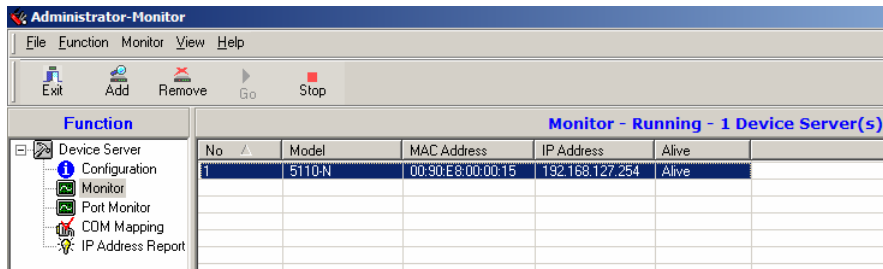 Administrator-Monitor
File Function Monitor View Help
Exit Add Remove Go Stop
Function
Monitor - Running - 1 Device Server(s)
Device Server
Configuration
Monitor
Port Monitor
COM Mapping
IP Address Report
No Model MAC Address IP Address Alive
1 5110-N 00:90:E8:00:00:15 192.168.127.254 Alive